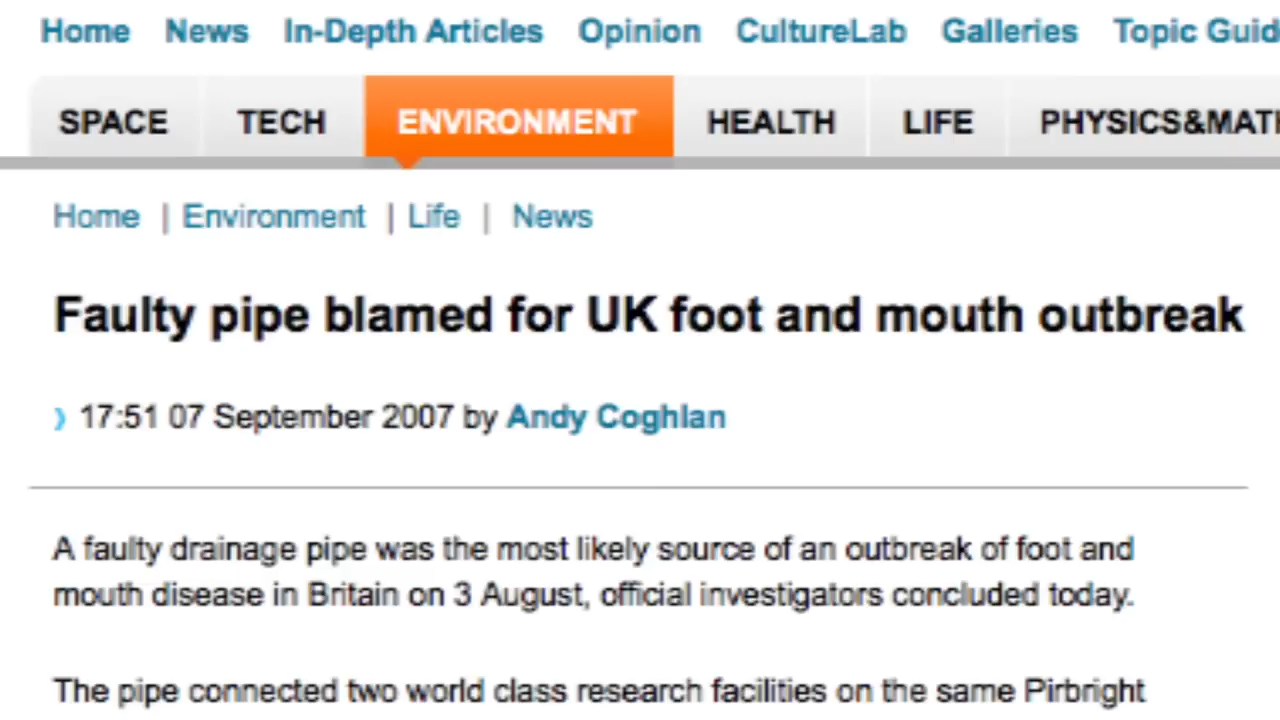 Home News In-Depth Articles Opinion CultureLab Galleries Topic
SPACE TECH ENVIRONMENT HEALTH LIFE
Home | Environment | Life | News
Faulty pipe blamed for UK foot and mouth outbreak
17:51 07 September 2007 by Andy Coghlan
A faulty drainage pipe was the most likely source of an outbreak of foot and
mouth disease in Britain on 3 August, official investigators concluded today.
The pipe connected two world class research facilities on the same Pirbright